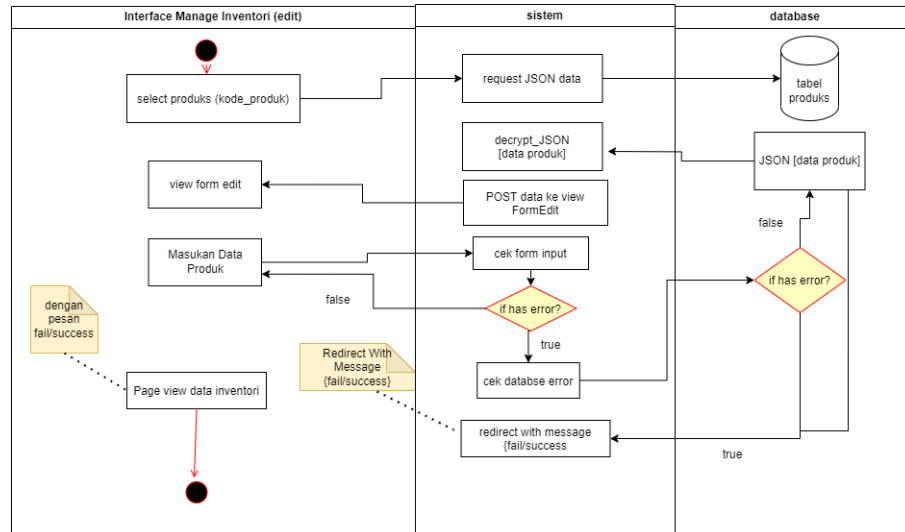 Interface Manage Inventori (edit)
sistem
database
select produks (kode_produk)
request JSON data
tabel
produks
decrypt_JSON
[data produk]
JSON [data produk]
view form edit
POST data ke view
FormEdit
false
Masukan Data
Produk
cek form input
if has error?
false
if has error?
dengan
pesan
fail/success
true
Redirect With
Message
{fail/success}
cek databse error
Page view data inventori
redirect with message
{fail/success
true